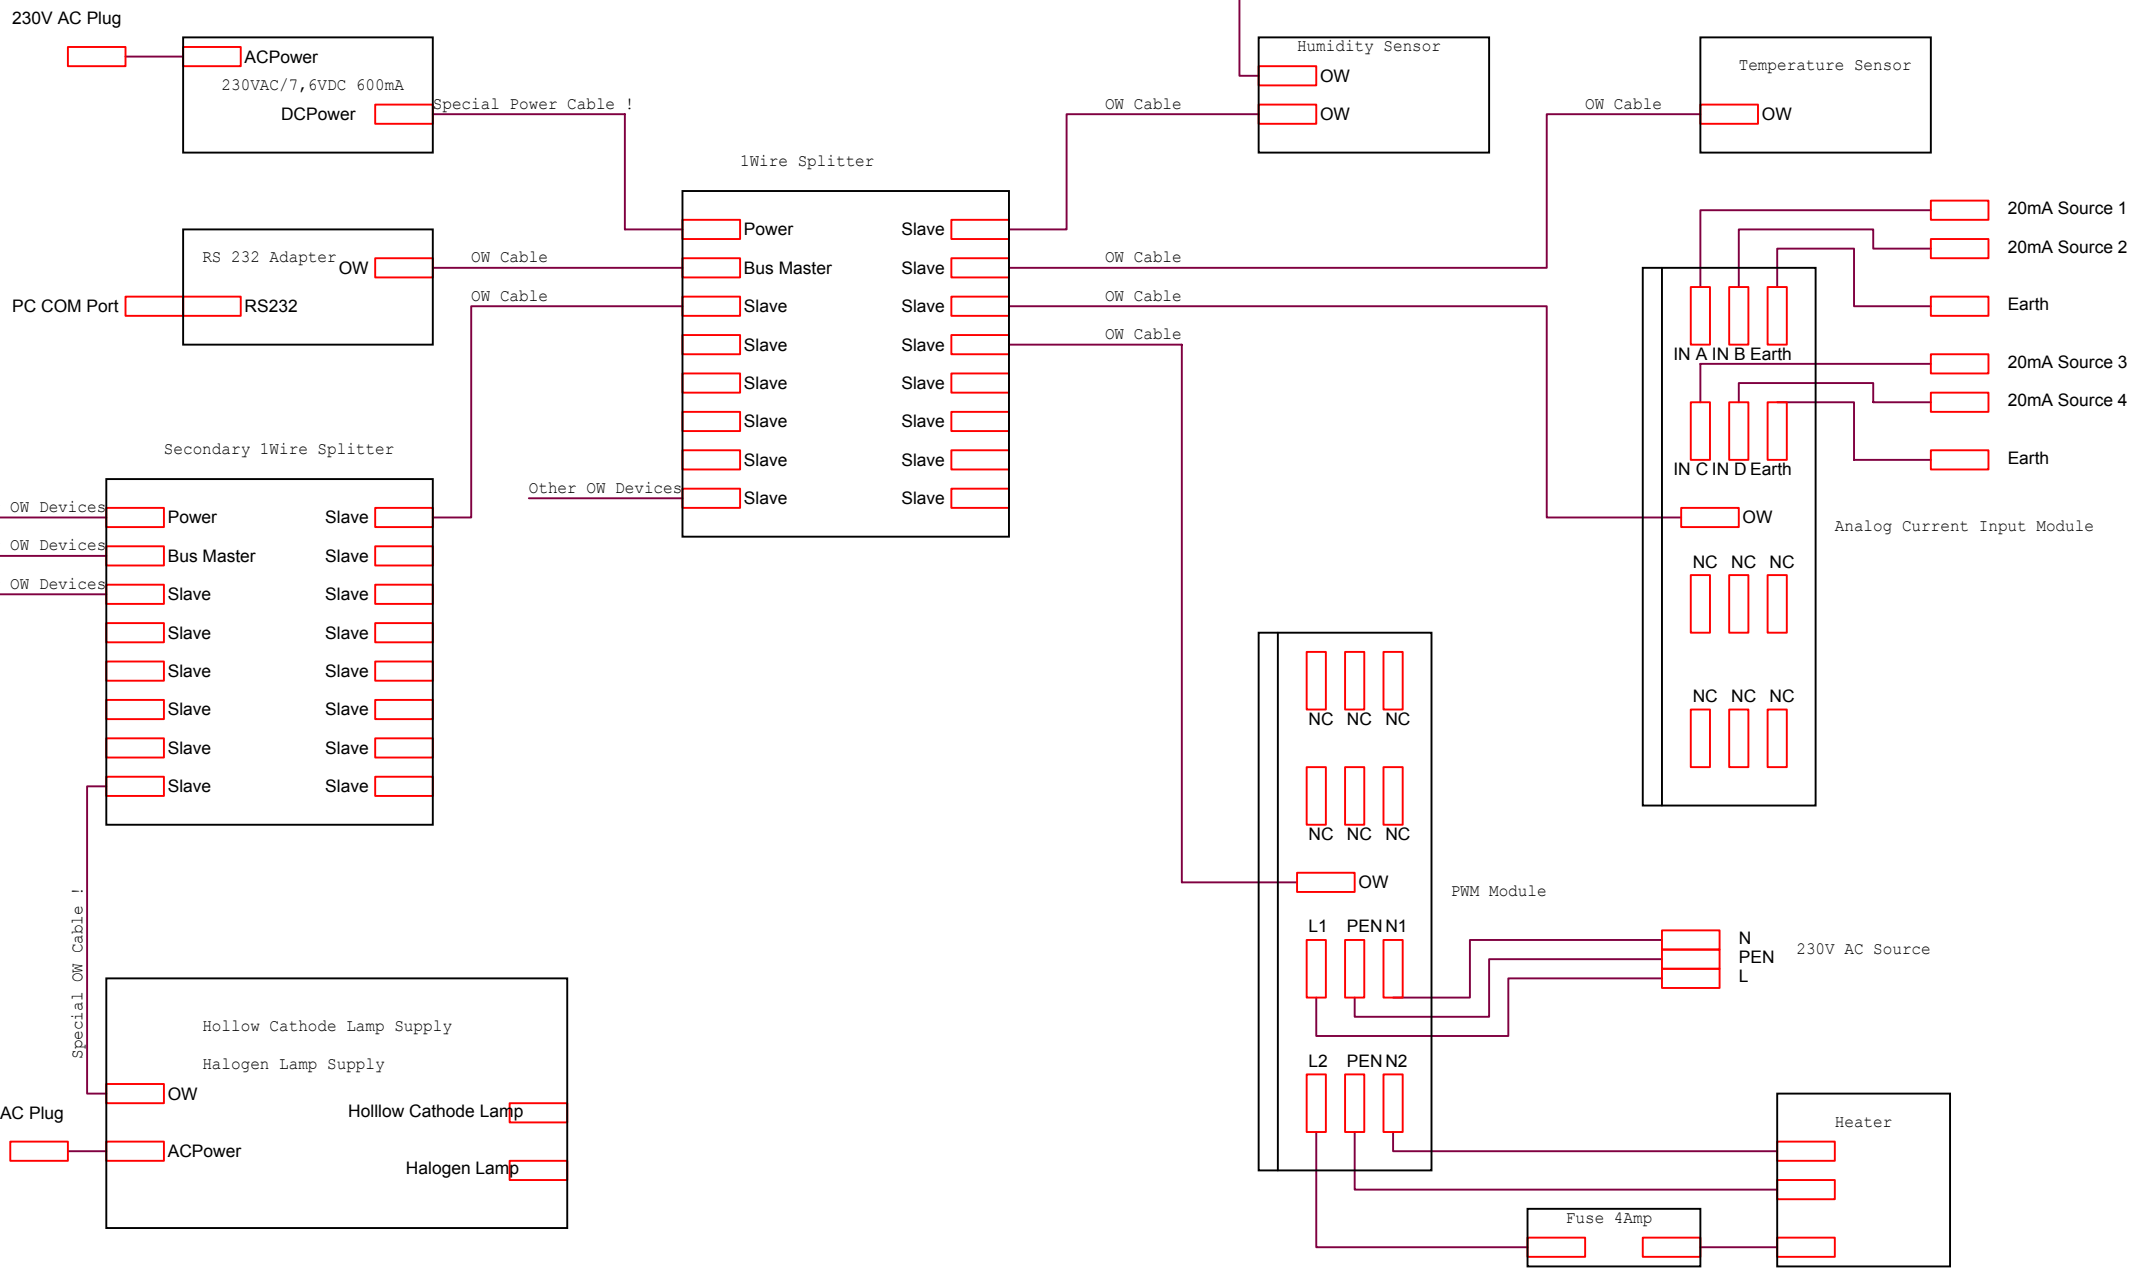 230V AC Plug
ACPower
230VAC/7,6VDC 600mA
DCPower
Special Power Cable !
Humidity Sensor
OW
OW
OW Cable
Temperature Sensor
OW
OW Cable
1Wire Splitter
Power
Bus Master
Slave
Slave
Slave
Slave
Slave
Slave
Slave
Slave
Slave
Slave
Slave
Slave
Slave
Slave
OW Cable
OW Cable
OW Cable
RS 232 Adapter
OW
PC COM Port
RS232
OW Cable
OW Cable
Other OW Devices
20mA Source 1
20mA Source 2
Earth
20mA Source 3
20mA Source 4
Earth
IN A IN B Earth
IN C IN D Earth
OW
Analog Current Input Module
NC NC NC
NC NC NC
Secondary 1Wire Splitter
OW Devices
OW Devices
OW Devices
Power
Bus Master
Slave
Slave
Slave
Slave
Slave
Slave
Slave
Slave
Slave
Slave
Slave
Slave
Slave
Slave
NC NC NC
NC NC NC
OW
PWM Module
L1 PEN N1
N
PEN
L
230V AC Source
L2 PEN N2
Heater
Fuse 4Amp
Special OW Cable !
Hollow Cathode Lamp Supply
Halogen Lamp Supply
OW
AC Plug
ACPower
Holllow Cathode Lamp
Halogen Lamp